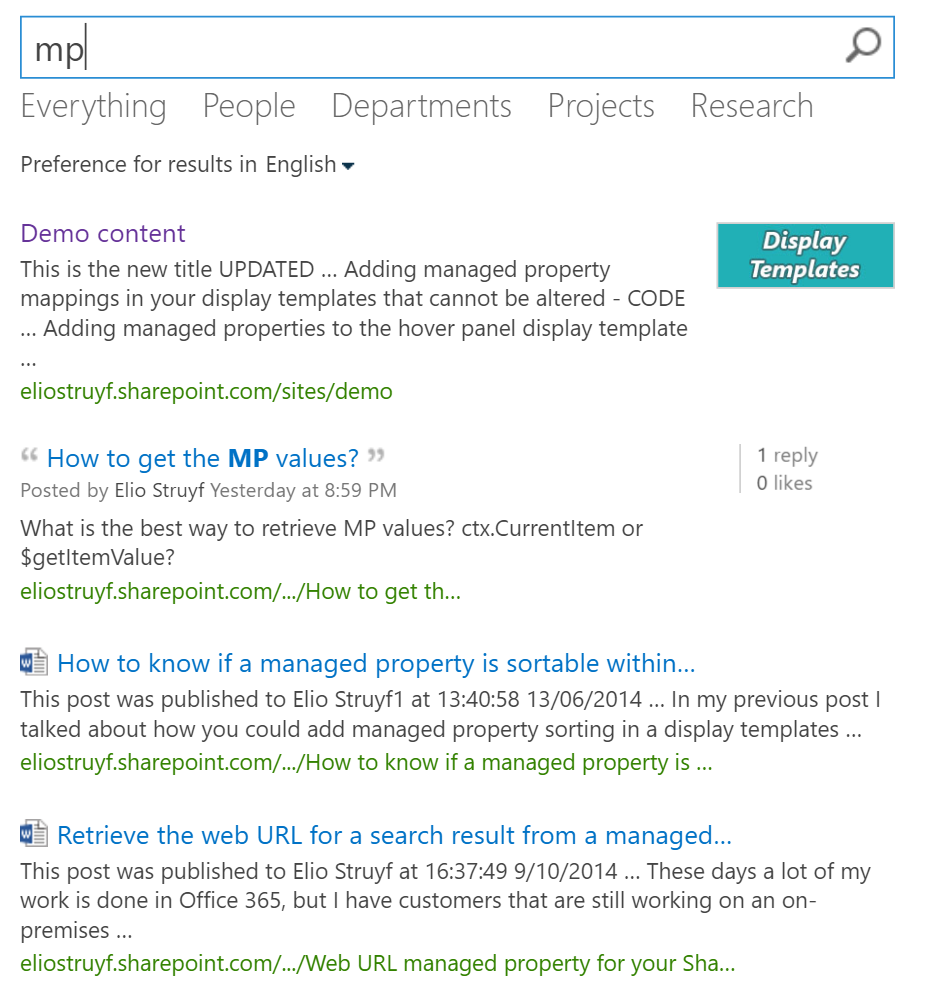 mp
Everything People Departments Projects Research
Preference for results in English
Demo content
This is the new title UPDATED ... Adding managed property
mappings in your display templates that cannot be altered - CODE
... Adding managed properties to the hover panel display template
...
eliostruyf.sharepoint.com/sites/demo
Display
Templates
“ How to get the MP values? ”
Posted by Elio Struyf Yesterday at 8:59 PM
1 reply
0 likes
What is the best way to retrieve MP values? ctx.CurrentItem or
$getItemValue?
eliostruyf.sharepoint.com/.../How to get th...
How to know if a managed property is sortable within...
This post was published to Elio Struyf1 at 13:40:58 13/06/2014 ... In my previous post I
talked about how you could add managed property sorting in a display templates ...
eliostruyf.sharepoint.com/.../How to know if a managed property is ...
Retrieve the web URL for a search result from a managed...
This post was published to Elio Struyf at 16:37:49 9/10/2014 ... These days a lot of my
work is done in Office 365, but I have customers that are still working on an on-
premises ...
eliostruyf.sharepoint.com/.../Web URL managed property for your Sha...